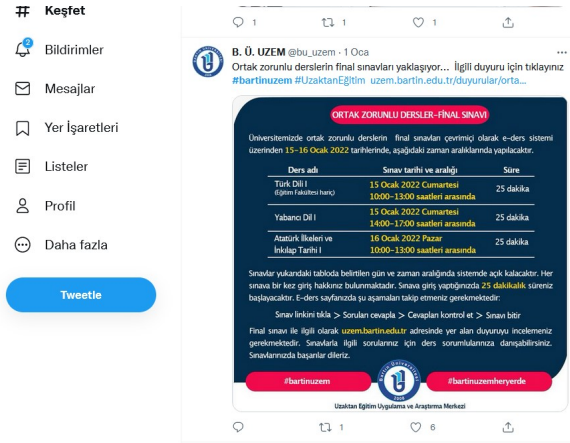 Keşfet
2
Bildirimler
Mesajlar
Yer İşaretleri
Listeler
Profil
Daha fazla
Tweetle
1
1
1
B. Ü. UZEM @bu_uzem · 1 Oca
Ortak zorunlu derslerin final sınavları yaklaşıyor... İlgili duyuru için tıklayınız
#bartinuzem #UzaktanEğitim uzem.bartin.edu.tr/duyurular/orta...
ORTAK ZORUNLU DERSLER-FİNAL SINAVI
Üniversitemizde ortak zorunlu derslerin final sınavları çevrimiçi olarak e-ders sistemi
üzerinden 15-16 Ocak 2022 tarihlerinde, aşağıdaki zaman aralıklarında yapılacaktır.
Ders adı Sınav tarihi ve aralığı Süre
Türk Dili I
(Eğitim Fakültesi hariç)
15 Ocak 2022 Cumartesi
10:00-13:00 saatleri arasında
25 dakika
Yabancı Dil I
15 Ocak 2022 Cumartesi
14:00-17:00 saatleri arasında
25 dakika
Atatürk İlkeleri ve
İnkılap Tarihi I
16 Ocak 2022 Pazar
10:00-13:00 saatleri arasında
25 dakika
Sınavlar yukarıdaki tabloda belirtilen gün ve zaman aralığında sistemde açık kalacaktır. Her
sınava bir kez giriş hakkınız bulunmaktadır. Sınava giriş yaptığınızda 25 dakikalık süreniz
başlayacaktır. E-ders sayfanızda şu aşamaları takip etmeniz gerekmektedir:
Sınav linkini tıkla > Soruları cevapla > Cevapları kontrol et > Sınavı bitir
Final sınavı ile ilgili olarak uzem.bartin.edu.tr adresinde yer alan duyuruyu incelemeniz
gerekmektedir. Sınavlarla ilgili sorularınız için ders sorumlularınıza danışabilirsiniz.
Sınavlarınızda başarılar dileriz.
#bartinuzem
#bartinuzemheryerde
2008
Uzaktan Eğitim Uygulama ve Araştırma Merkezi
1
6